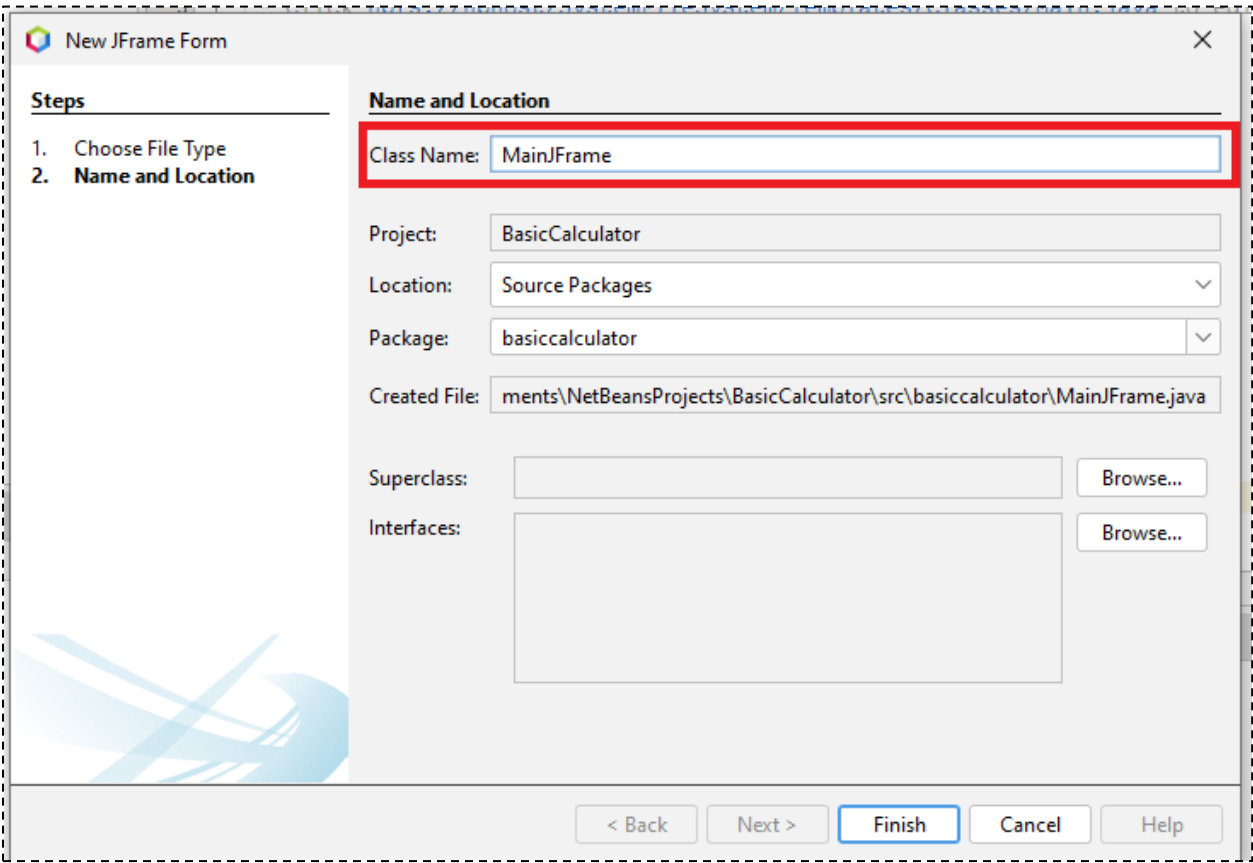 New JFrame Form
Steps
1. Choose File Type
2. Name and Location
Name and Location
Class Name: MainJFrame
Project: BasicCalculator
Location: Source Packages
Package: basiccalculator
Created File: ments\NetBeansProjects\BasicCalculator\src\basiccalculator\MainJFrame.java
Superclass: Browse...
Interfaces: Browse...
< Back Next > Finish Cancel Help